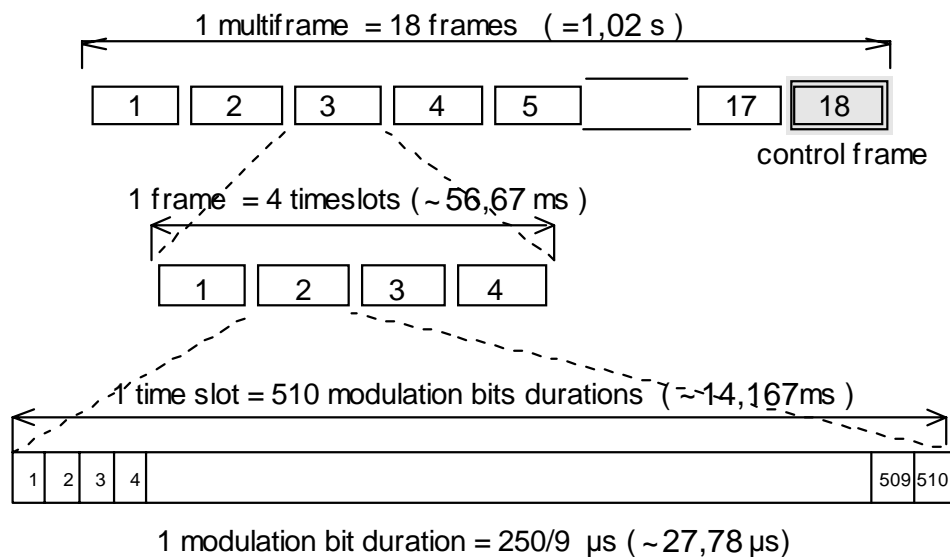 1 multiframe = 18 frames ( =1,02 s )
1 2 3 4 5 17 18
control frame
1 frame = 4 timeslots ( ~ 56,67 ms )
1 2 3 4
1 time slot = 510 modulation bits durations ( ~ 14,167ms )
1 2 3 4 509 510
1 modulation bit duration = 250/9 µs ( ~ 27,78 µs)